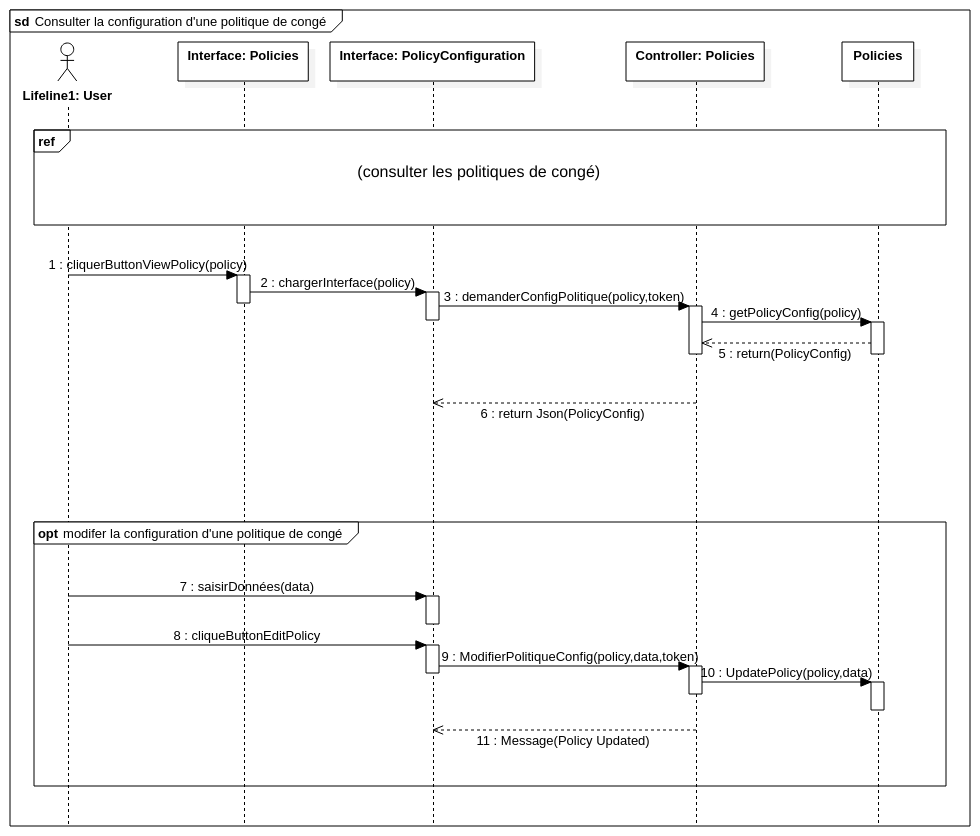 sd Consulter la configuration d'une politique de congé
Interface: Policies
Interface: PolicyConfiguration
Controller: Policies
Policies
Lifeline1: User
ref
(consulter les politiques de congé)
1 : cliquerButtonViewPolicy(policy)
2 : chargerInterface(policy)
3 : demanderConfigPolitique(policy,token)
4 : getPolicyConfig(policy)
5 : return(PolicyConfig)
6 : return Json(PolicyConfig)
opt modifer la configuration d'une politique de congé
7 : saisirDonnées(data)
8 : cliqueButtonEditPolicy
9 : ModifierPolitiqueConfig(policy,data,token)
10 : UpdatePolicy(policy,data)
11 : Message(Policy Updated)